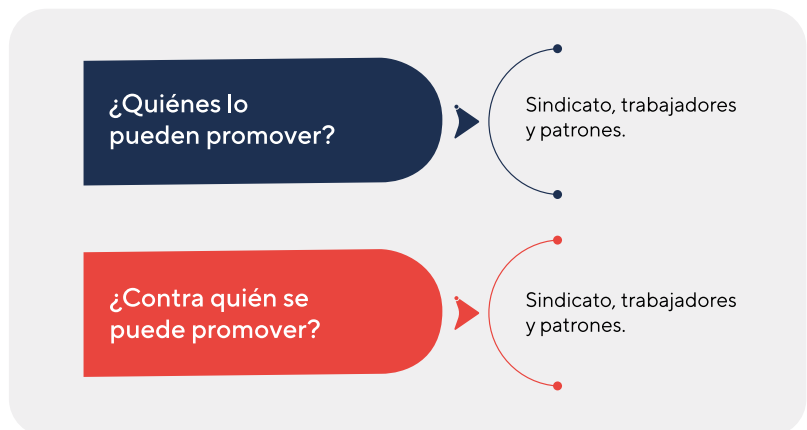 ¿Quiénes lo
pueden promover?
Sindicato, trabajadores
y patrones.
¿Contra quién se
puede promover?
Sindicato, trabajadores
y patrones.